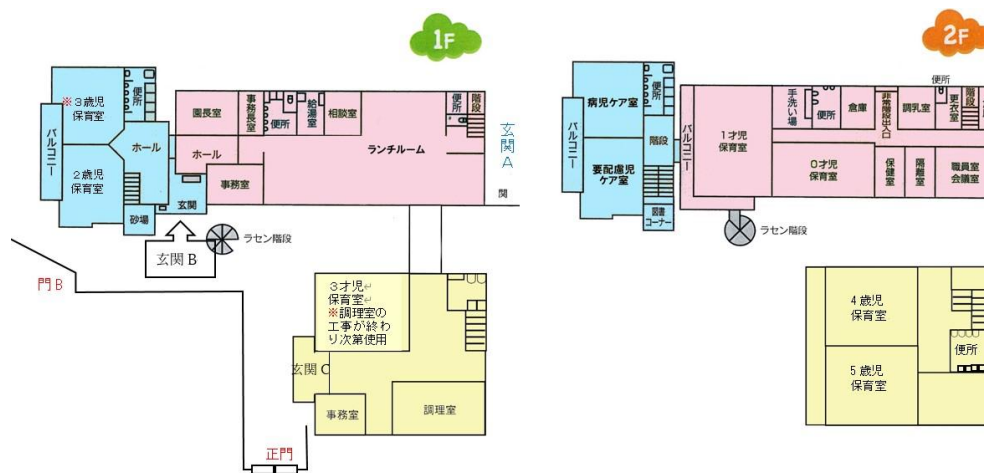 1F
※3歳児
保育室
便所
バルコニー
ホール
2歳児
保育室
砂場
玄関
園長室
事務長室
便所
給湯室
相談室
ホール
事務室
ランチルーム
便所
階段
玄関A
関
ラセン階段
玄関B
門B
3才児↵
保育室↵
※調理室の
工事が終わ
り次第使用
玄関C
事務室
調理室
正門
2F
病児ケア室
便所
バルコニー
要配慮児
ケア室
階段
図書
コーナー
バルコニー
1才児
保育室
手洗い場
便所
倉庫
非常階段出入口
調乳室
便所
更衣室
階段
0才児
保育室
保健室
隔離室
職員室
会議室
ラセン階段
4歳児
保育室
5歳児
保育室
便所